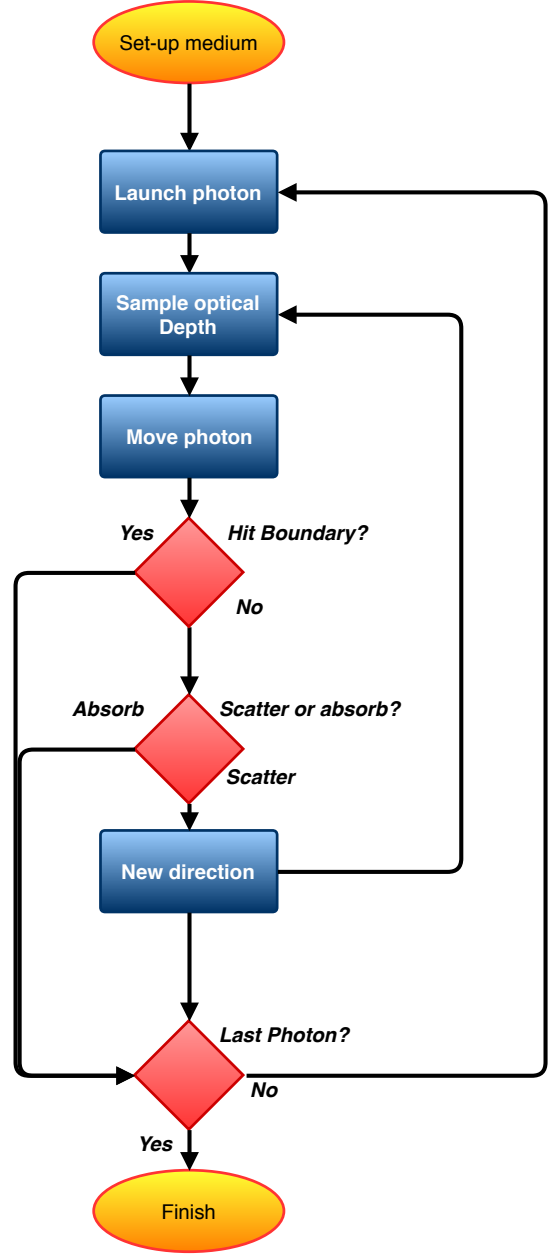 Set-up medium
Launch photon
Sample optical
Depth
Move photon
Yes
Hit Boundary?
No
Absorb
Scatter or absorb?
Scatter
New direction
Last Photon?
No
Yes
Finish